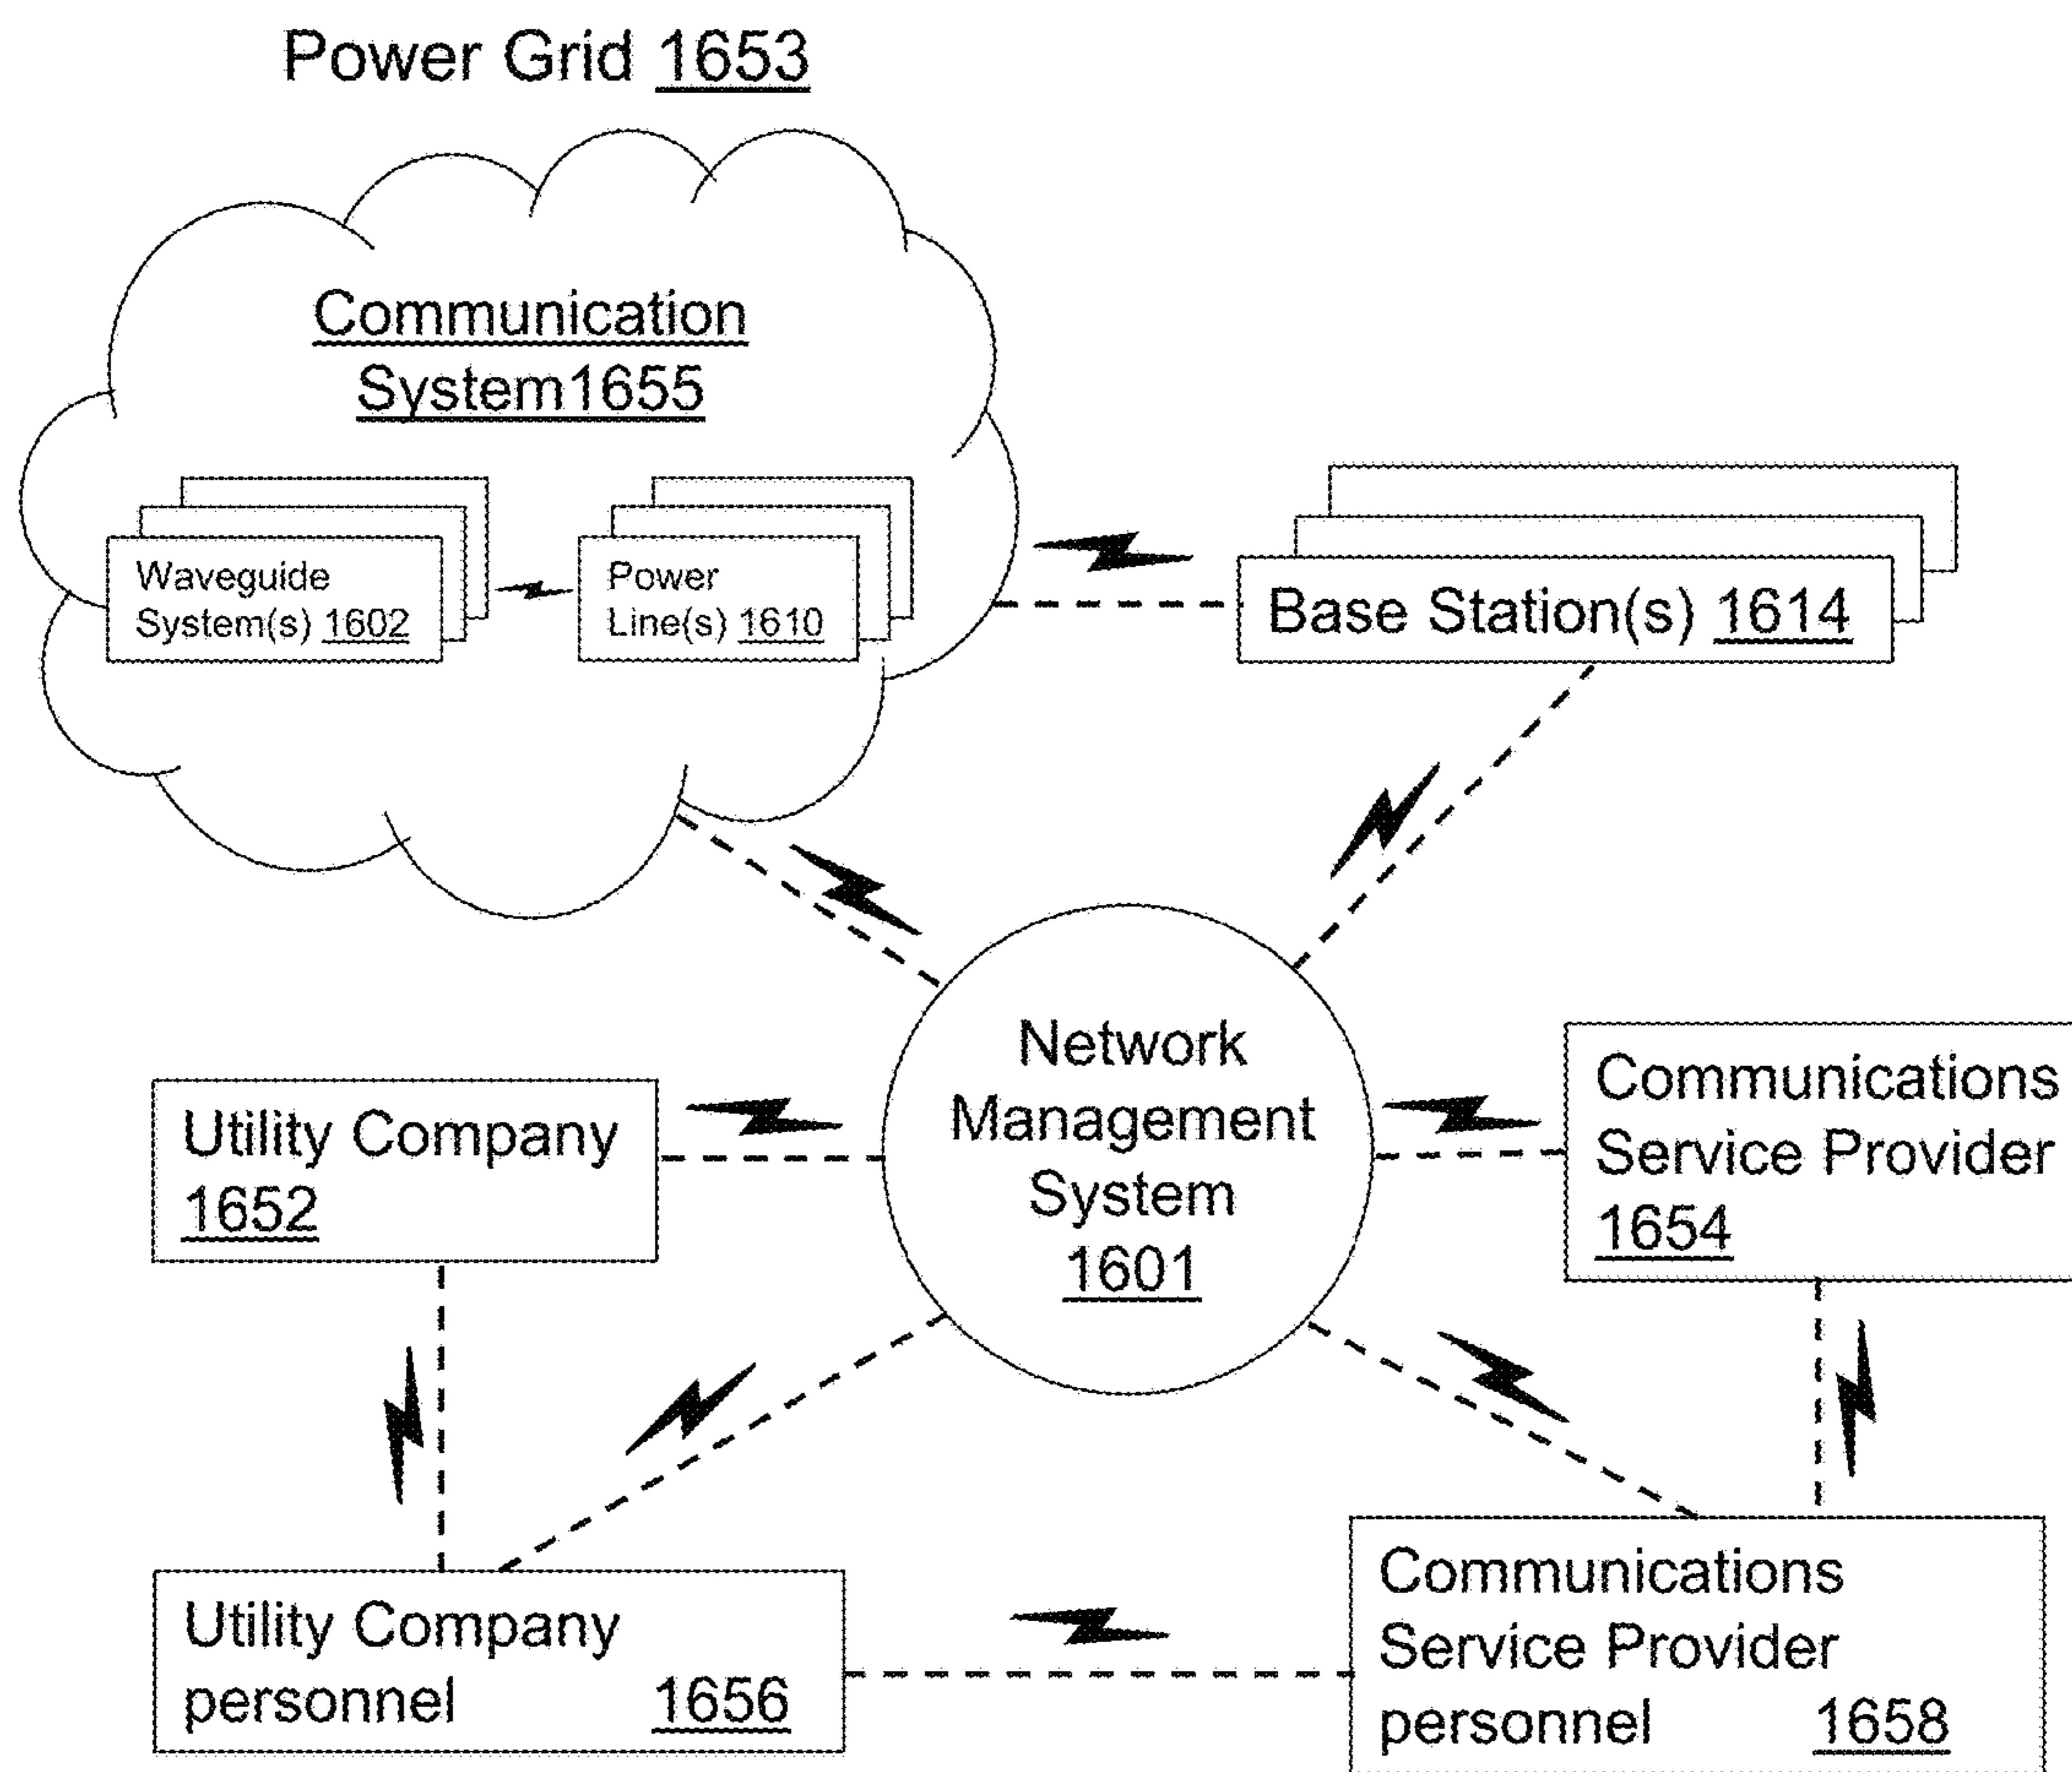 Power Grid 1653
Communication
System1655
Waveguide
System(s) 1602
Power
Line(s) 1610
Base Station(s) 1614
Network
Management
System
1601
Utility Company
1652
Communications
Service Provider
1654
Utility Company
personnel 1656
Communications
Service Provider
personnel 1658